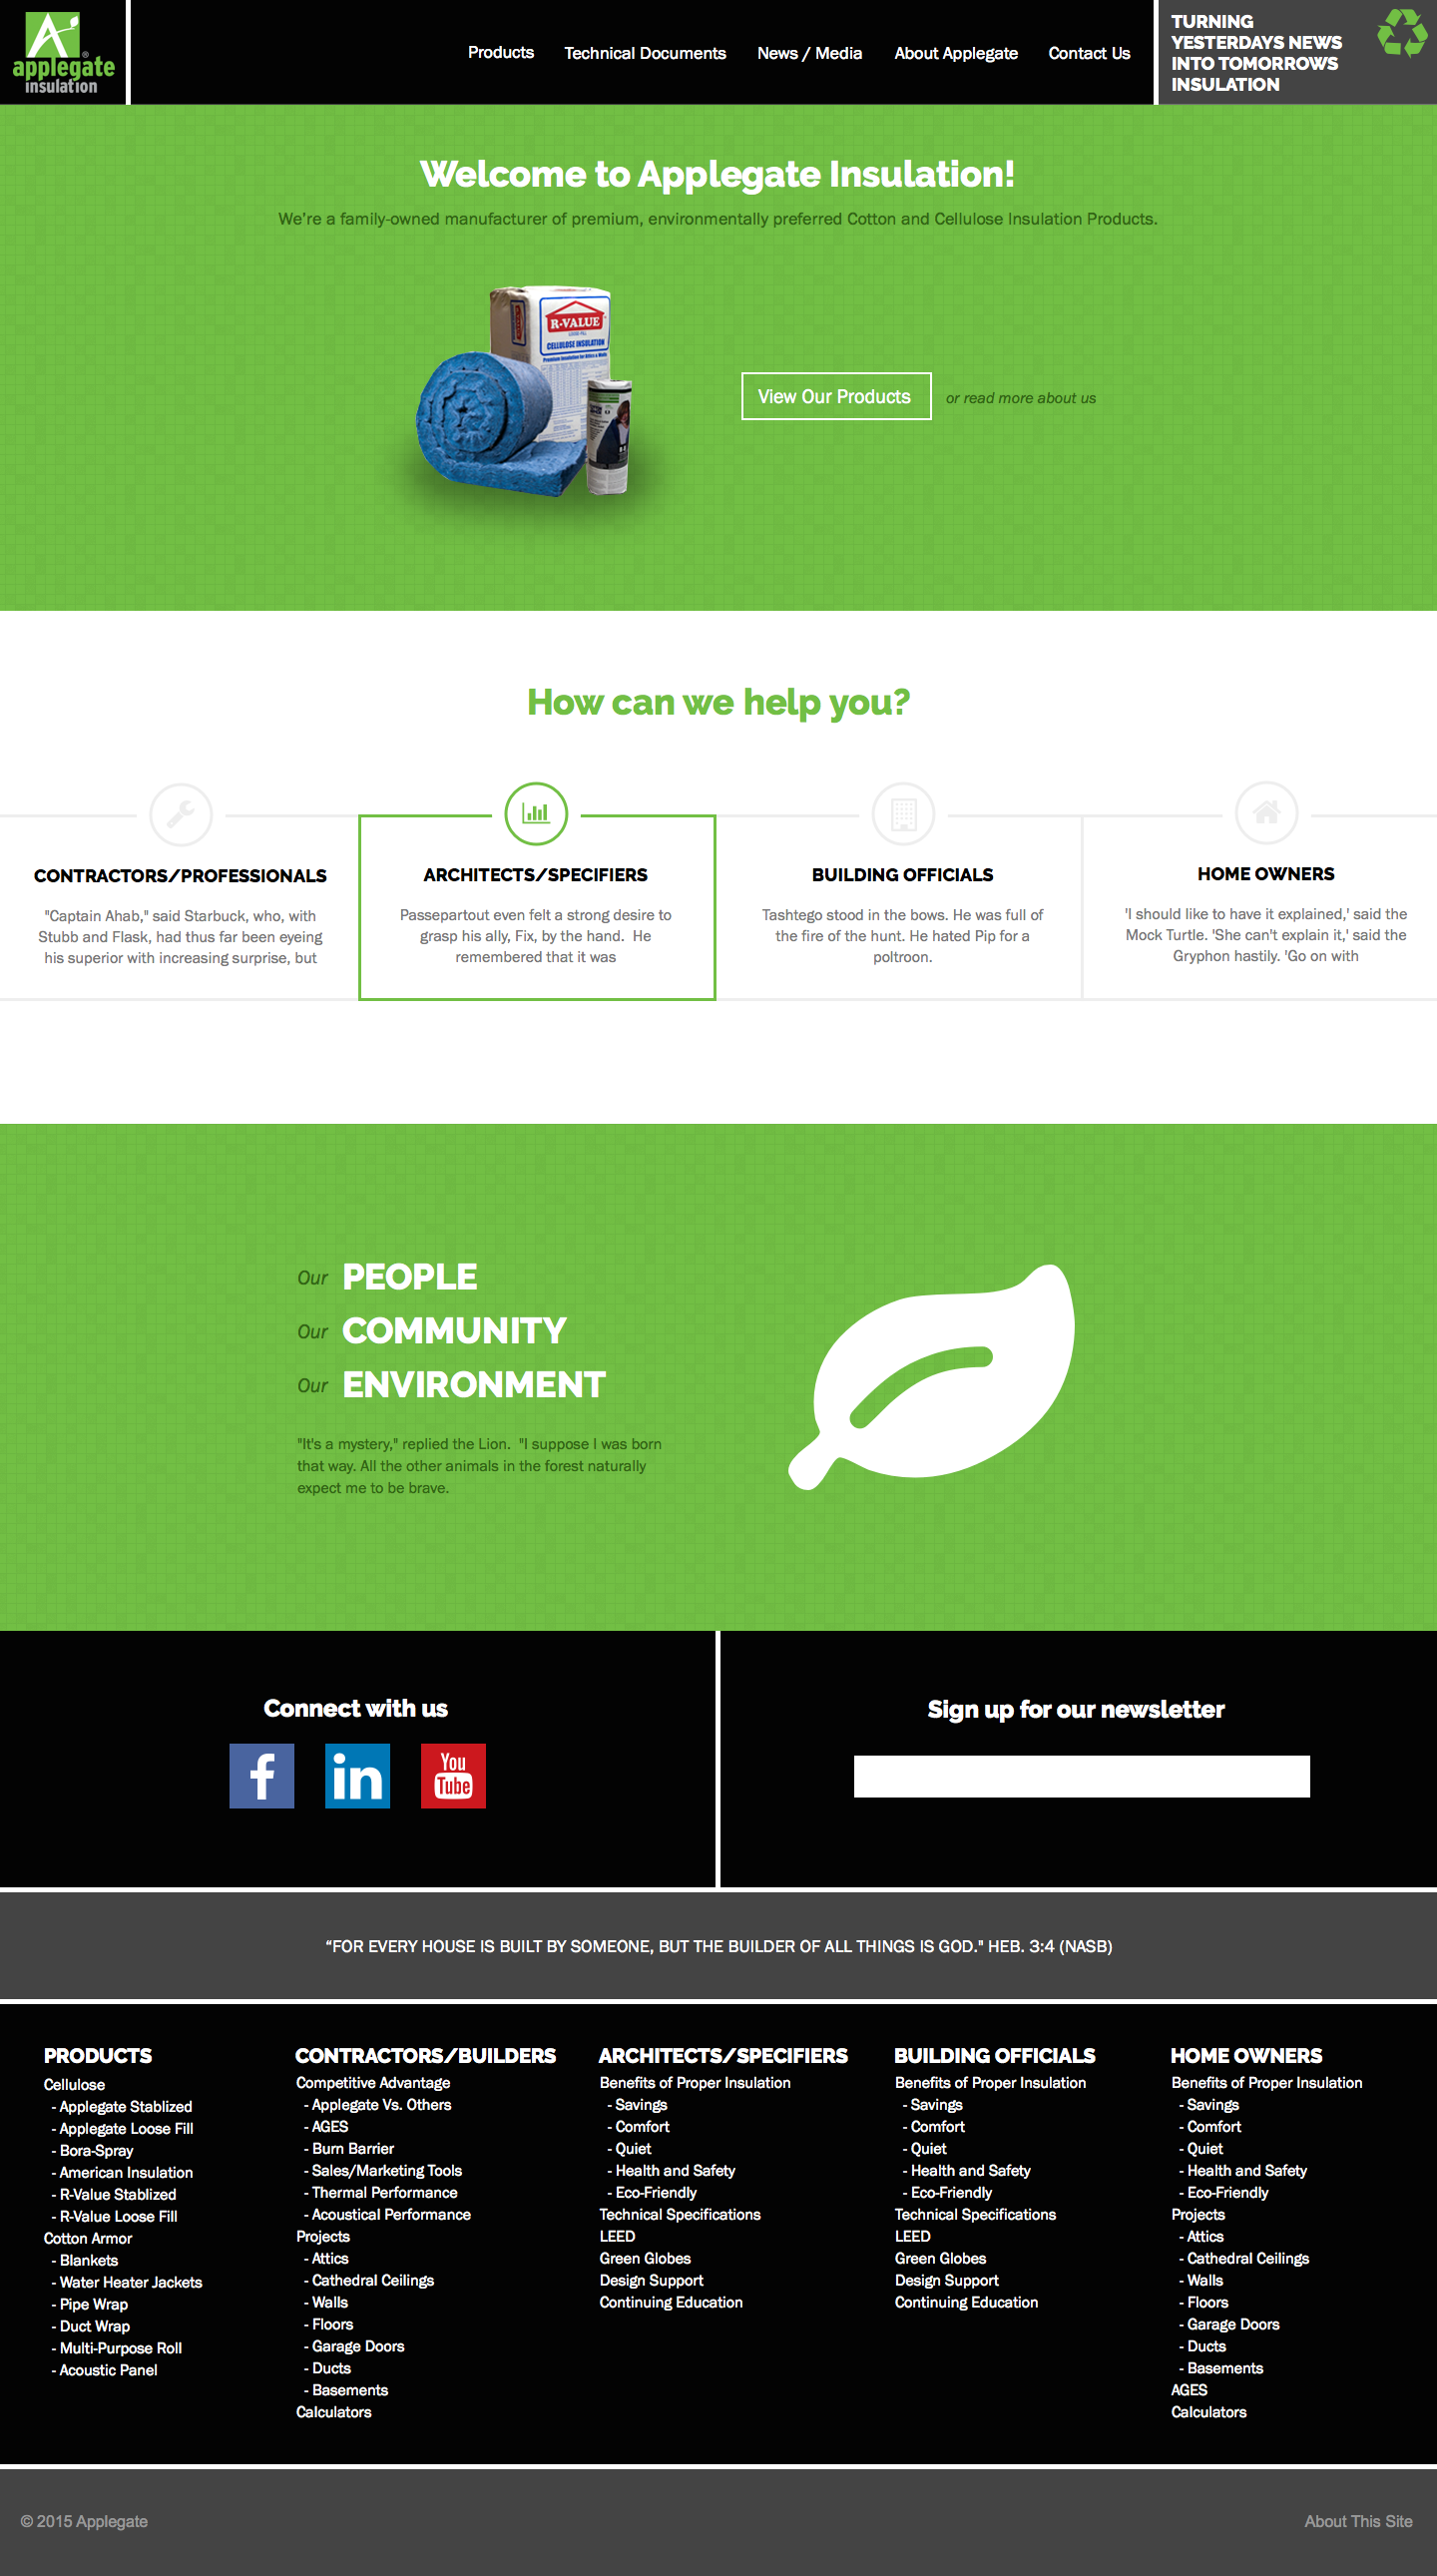 applegate®
insulation
Products
Technical Documents
News / Media
About Applegate
Contact Us
TURNING
YESTERDAYS NEWS
INTO TOMORROWS
INSULATION
Welcome to Applegate Insulation!
We're a family-owned manufacturer of premium, environmentally preferred Cotton and Cellulose Insulation Products.
R-VALUE
CELLULOSE INSULATION
View Our Products
or read more about us
How can we help you?
CONTRACTORS/PROFESSIONALS
"Captain Ahab," said Starbuck, who, with
Stubb and Flask, had thus far been eyeing
his superior with increasing surprise, but
ARCHITECTS/SPECIFIERS
Passepartout even felt a strong desire to
grasp his ally, Fix, by the hand.  He
remembered that it was
BUILDING OFFICIALS
Tashtego stood in the bows. He was full of
the fire of the hunt. He hated Pip for a
poltroon.
HOME OWNERS
'I should like to have it explained,' said the
Mock Turtle. 'She can't explain it,' said the
Gryphon hastily. 'Go on with
Our PEOPLE
Our COMMUNITY
Our ENVIRONMENT
"It's a mystery," replied the Lion.  "I suppose I was born
that way. All the other animals in the forest naturally
expect me to be brave.
Connect with us
f
in
You
Tube
Sign up for our newsletter
“FOR EVERY HOUSE IS BUILT BY SOMEONE, BUT THE BUILDER OF ALL THINGS IS GOD." HEB. 3:4 (NASB)
PRODUCTS
Cellulose
- Applegate Stablized
- Applegate Loose Fill
- Bora-Spray
- American Insulation
- R-Value Stablized
- R-Value Loose Fill
Cotton Armor
- Blankets
- Water Heater Jackets
- Pipe Wrap
- Duct Wrap
- Multi-Purpose Roll
- Acoustic Panel
CONTRACTORS/BUILDERS
Competitive Advantage
- Applegate Vs. Others
- AGES
- Burn Barrier
- Sales/Marketing Tools
- Thermal Performance
- Acoustical Performance
Projects
- Attics
- Cathedral Ceilings
- Walls
- Floors
- Garage Doors
- Ducts
- Basements
Calculators
ARCHITECTS/SPECIFIERS
Benefits of Proper Insulation
- Savings
- Comfort
- Quiet
- Health and Safety
- Eco-Friendly
Technical Specifications
LEED
Green Globes
Design Support
Continuing Education
BUILDING OFFICIALS
Benefits of Proper Insulation
- Savings
- Comfort
- Quiet
- Health and Safety
- Eco-Friendly
Technical Specifications
LEED
Green Globes
Design Support
Continuing Education
HOME OWNERS
Benefits of Proper Insulation
- Savings
- Comfort
- Quiet
- Health and Safety
- Eco-Friendly
Projects
- Attics
- Cathedral Ceilings
- Walls
- Floors
- Garage Doors
- Ducts
- Basements
AGES
Calculators
© 2015 Applegate
About This Site